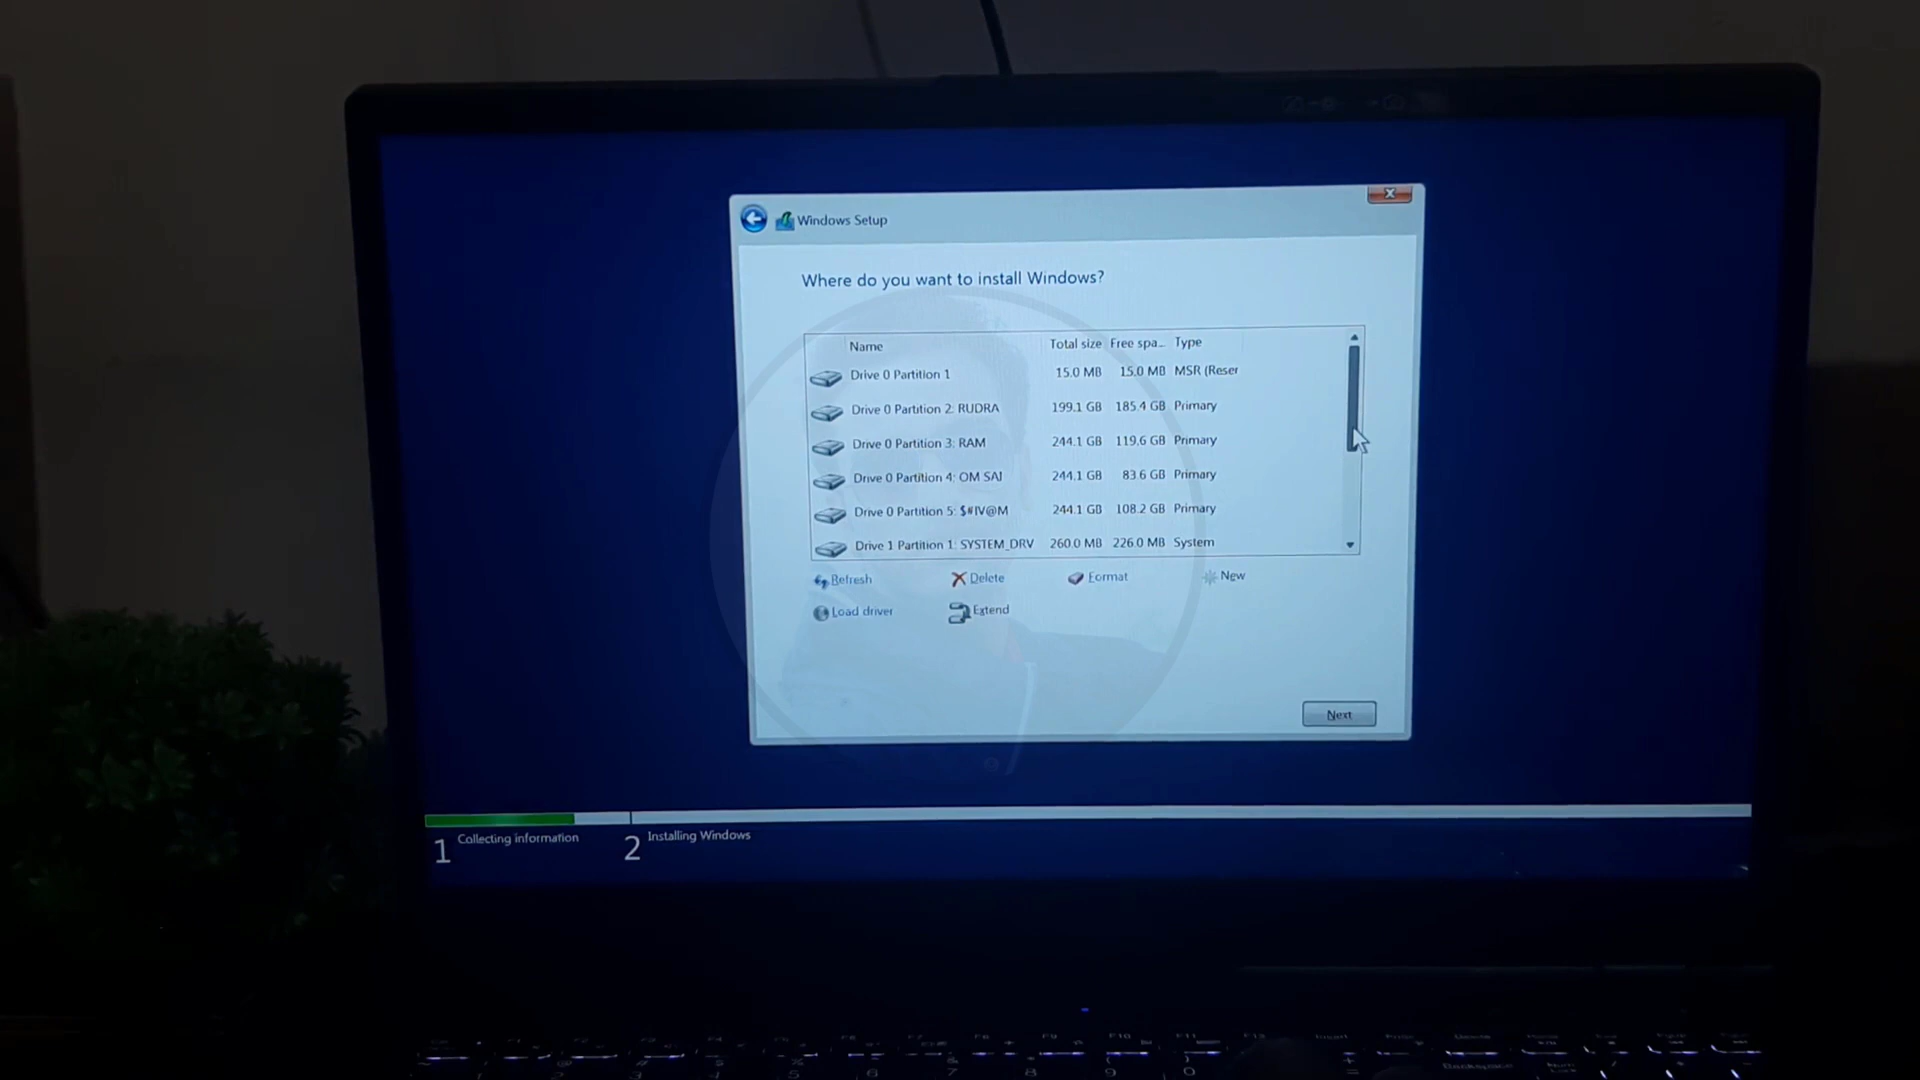 Windows Setup
Where do you want to install Windows?
Name Total size Free spa... Type
Drive 0 Partition 1 15.0 MB 15.0 MB MSR (Reser
Drive 0 Partition 2: RUDRA 199.1 GB 185.4 GB Primary
Drive 0 Partition 3: RAM 244.1 GB 119.6 GB Primary
Drive 0 Partition 4: OM SAI 244.1 GB 83.6 GB Primary
Drive 0 Partition 5: $#IV@M 244.1 GB 108.2 GB Primary
Drive 1 Partition 1: SYSTEM_DRV 260.0 MB 226.0 MB System
Refresh Delete Format New
Load driver Extend
Next
1 Collecting information 2 Installing Windows